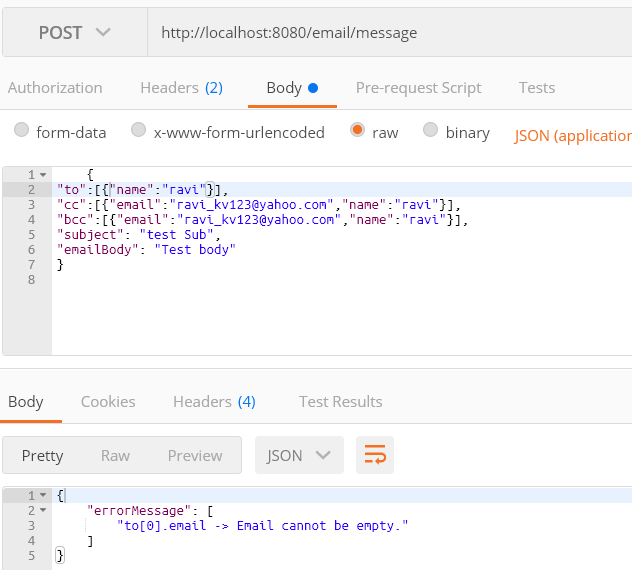 POST http://localhost:8080/email/message
Authorization Headers (2) Body Pre-request Script Tests
form-data x-www-form-urlencoded raw binary JSON (application
1 {
2 "to":[{"name":"ravi"}],
3 "cc":[{"email":"ravi_kv123@yahoo.com","name":"ravi"}],
4 "bcc":[{"email":"ravi_kv123@yahoo.com","name":"ravi"}],
5 "subject": "test Sub",
6 "emailBody": "Test body"
7 }
8
Body Cookies Headers (4) Test Results
Pretty Raw Preview JSON
1 {
2 "errorMessage": [
3 "to[0].email -> Email cannot be empty."
4 ]
5 }